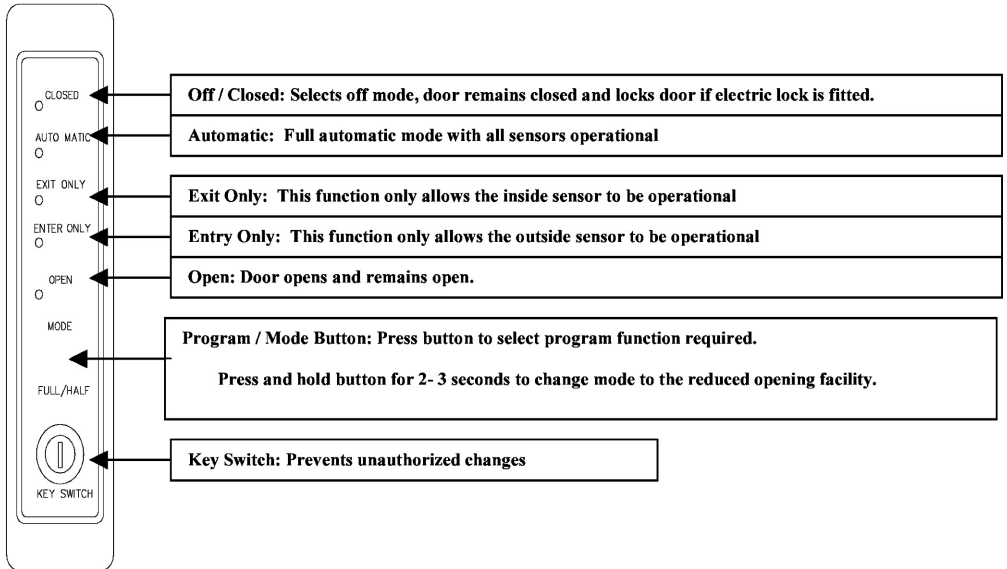 CLOSED
Off / Closed: Selects off mode, door remains closed and locks door if electric lock is fitted.
AUTO MATIC
Automatic: Full automatic mode with all sensors operational
EXIT ONLY
Exit Only: This function only allows the inside sensor to be operational
ENTER ONLY
Entry Only: This function only allows the outside sensor to be operational
OPEN
Open: Door opens and remains open.
MODE
Program / Mode Button: Press button to select program function required.
Press and hold button for 2- 3 seconds to change mode to the reduced opening facility.
FULL/HALF
Key Switch: Prevents unauthorized changes
KEY SWITCH